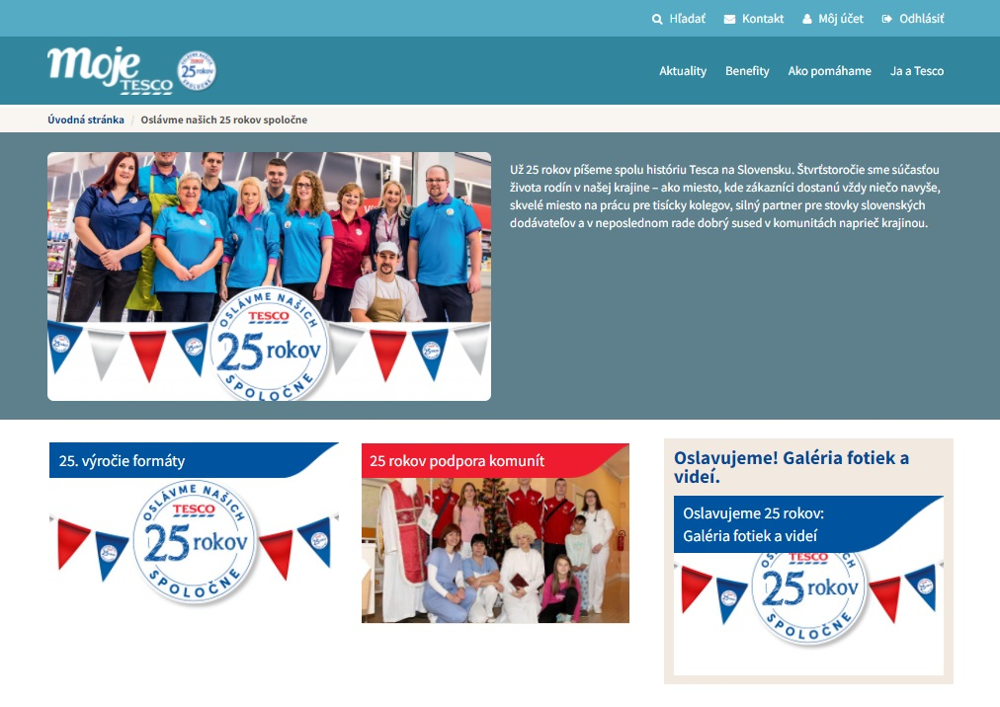 Hľadať
Kontakt
Môj účet
Odhlásiť
Moje
TESCO
OSLÁVME NAŠICH
TESCO
25 rokov
SPOLOČNE
Aktuality
Benefity
Ako pomáhame
Ja a Tesco
Úvodná stránka / Oslávme našich 25 rokov spoločne
Už 25 rokov píšeme spolu históriu Tesca na Slovensku. Štvrťstoročie sme súčasťou
života rodín v našej krajine – ako miesto, kde zákazníci dostanú vždy niečo navyše,
skvelé miesto na prácu pre tisícky kolegov, silný partner pre stovky slovenských
dodávateľov a v neposlednom rade dobrý sused v komunitách naprieč krajinou.
OSLÁVME NAŠICH
TESCO
25 rokov
SPOLOČNE
25. výročie formáty
OSLÁVME NAŠICH
TESCO
25 rokov
SPOLOČNE
25 rokov podpora komunít
Oslavujeme! Galéria fotiek a
videí.
Oslavujeme 25 rokov:
Galéria fotiek a videí
TESCO
25 rokov
SPOLOČNE